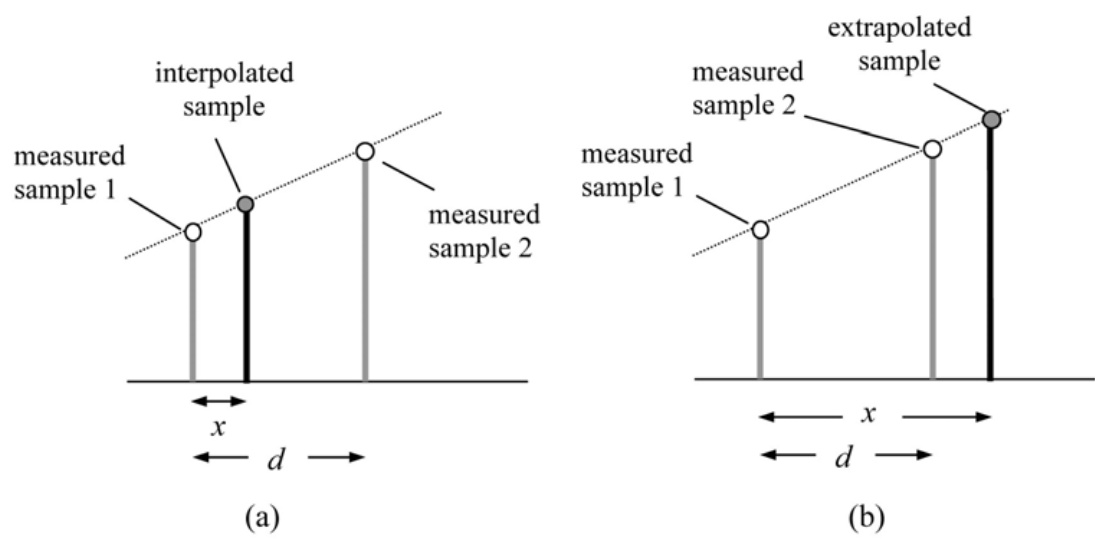 interpolated
sample
measured
sample 1
measured
sample 2
x
d
(a)
extrapolated
sample
measured
sample 2
measured
sample 1
x
d
(b)